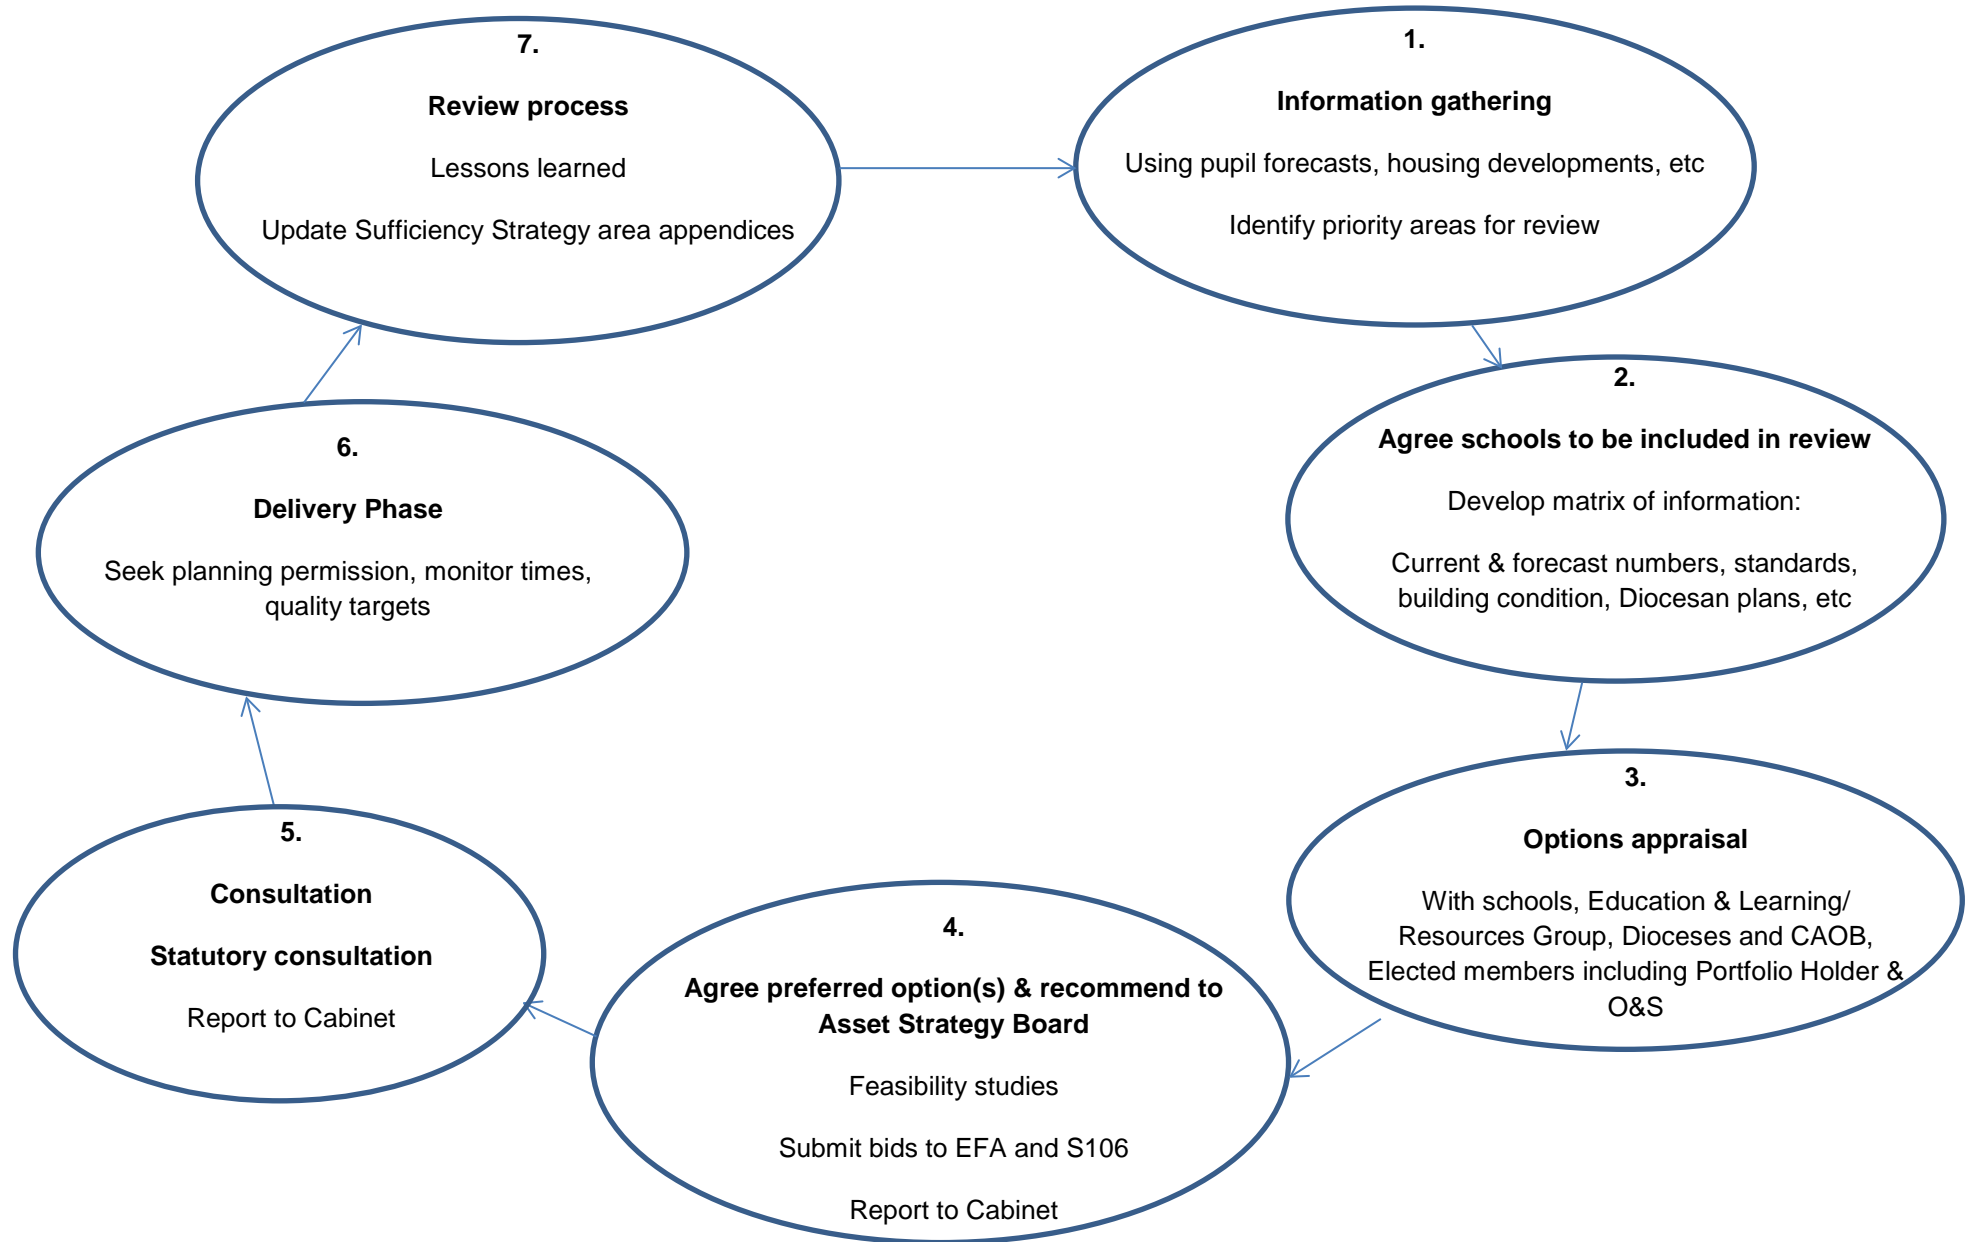 1.
Information gathering
Using pupil forecasts, housing developments, etc
Identify priority areas for review
2.
Agree schools to be included in review
Develop matrix of information:
Current & forecast numbers, standards,
building condition, Diocesan plans, etc
3.
Options appraisal
With schools, Education & Learning/
Resources Group, Dioceses and CAOB,
Elected members including Portfolio Holder &
O&S
4.
Agree preferred option(s) & recommend to
Asset Strategy Board
Feasibility studies
Submit bids to EFA and S106
Report to Cabinet
5.
Consultation
Statutory consultation
Report to Cabinet
6.
Delivery Phase
Seek planning permission, monitor times,
quality targets
7.
Review process
Lessons learned
Update Sufficiency Strategy area appendices